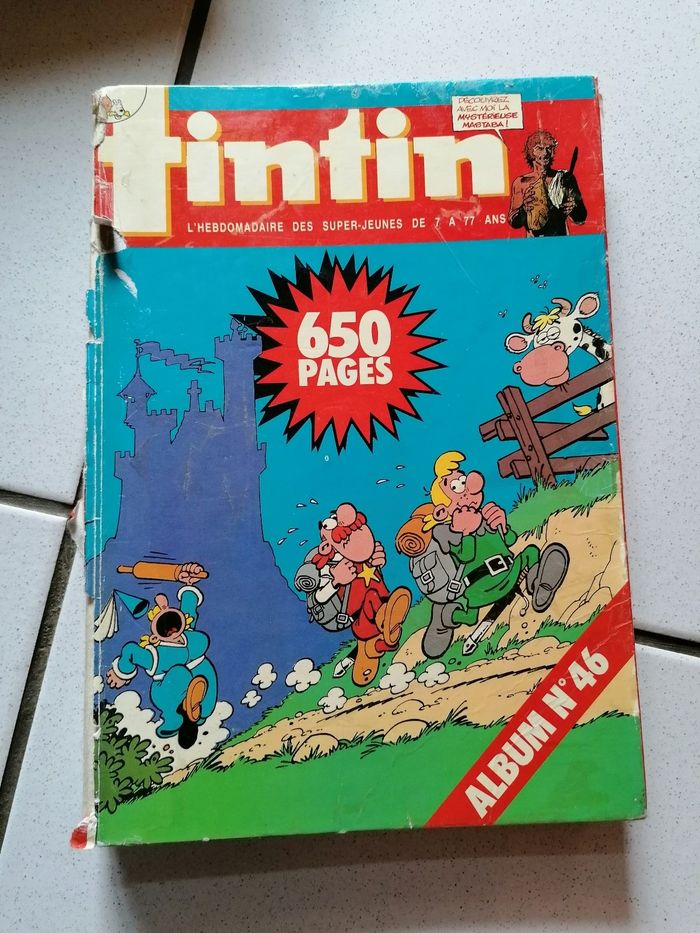 DÉCOUVREZ
AVEC MOI LA
MYSTÉRIEUSE
MASTABA !
tintin
L'HEBDOMADAIRE DES SUPER-JEUNES DE 7 A 77 ANS
650
PAGES
ALBUM N° 46